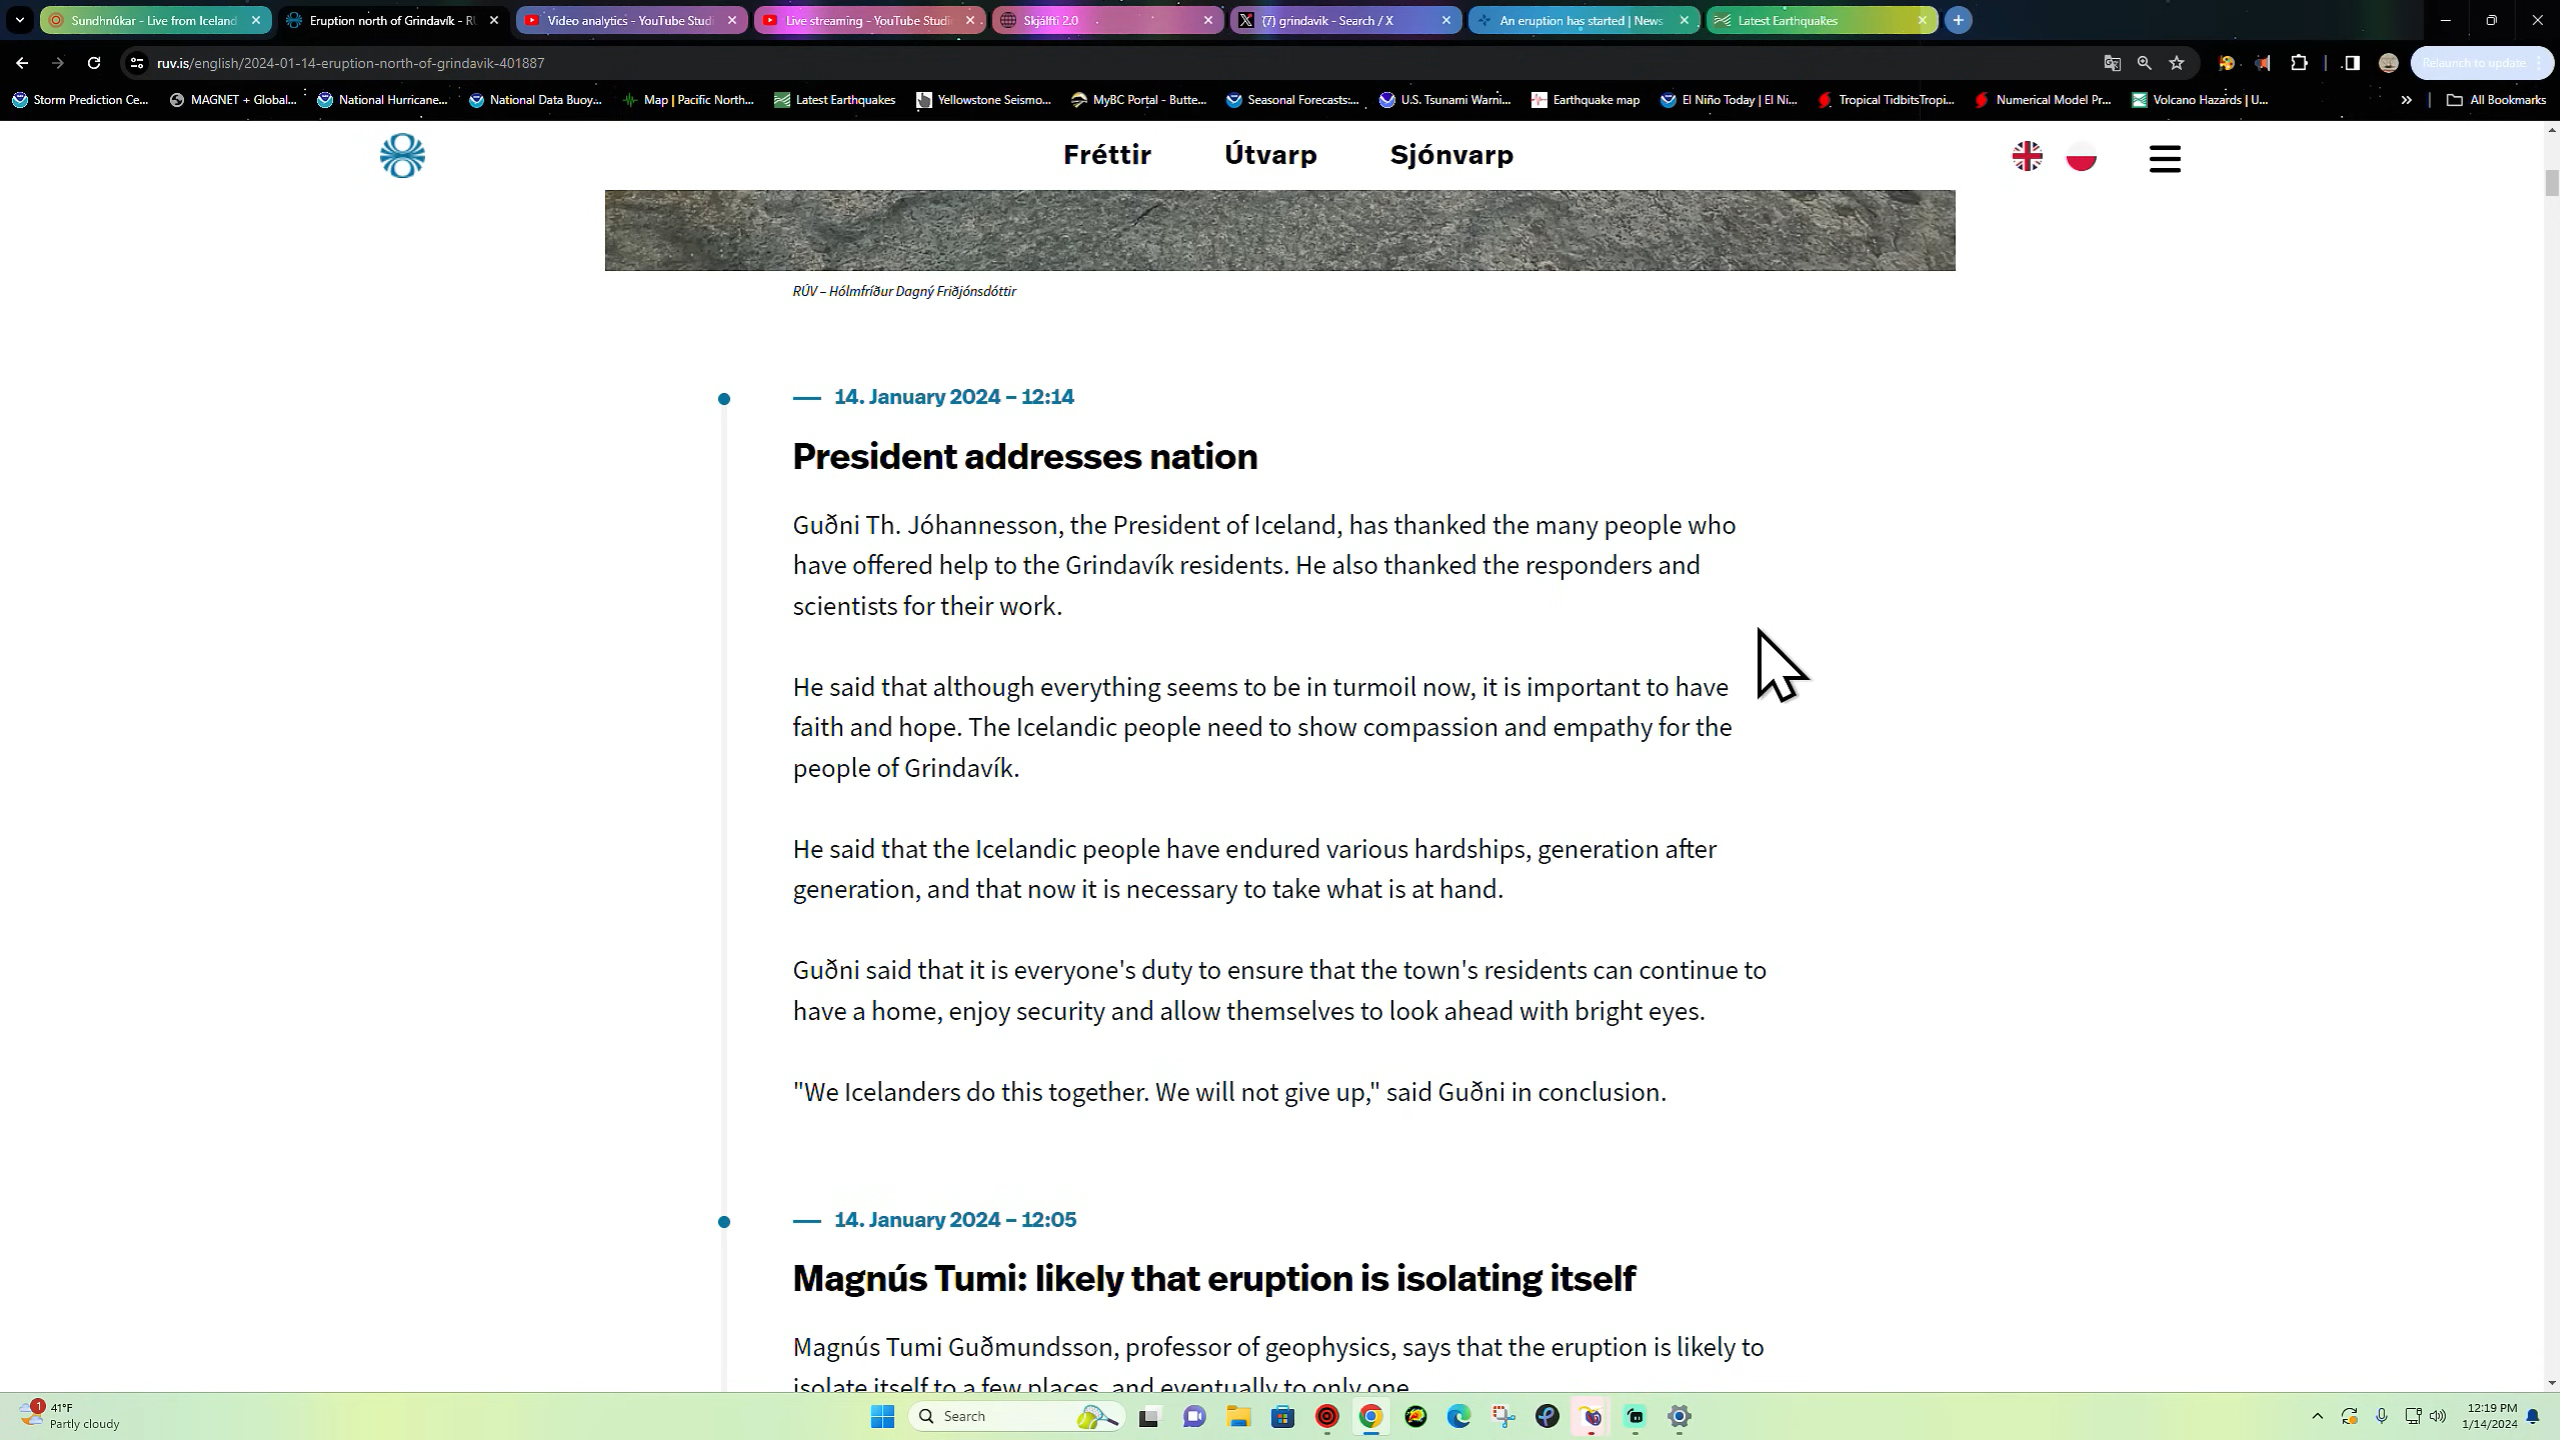 Sundhnúkar - Live from Iceland
Eruption north of Grindavík - RÚ
Video analytics - YouTube Studi
Live streaming - YouTube Studi
Skjálfti 2.0
(7) grindavik - Search / X
An eruption has started | News
Latest Earthquakes
ruv.is/english/2024-01-14-eruption-north-of-grindavik-401887
Relaunch to update
Storm Prediction Ce...
MAGNET + Global...
National Hurricane...
National Data Buoy...
Map | Pacific North...
Latest Earthquakes
Yellowstone Seismo...
MyBC Portal - Butte...
Seasonal Forecasts:...
U.S. Tsunami Warni...
Earthquake map
El Niño Today | El Ni...
Tropical TidbitsTropi...
Numerical Model Pr...
Volcano Hazards | U...
All Bookmarks
Fréttir Útvarp Sjónvarp
RÚV – Hólmfríður Dagný Friðjónsdóttir
14. January 2024 – 12:14
President addresses nation
Guðni Th. Jóhannesson, the President of Iceland, has thanked the many people who
have offered help to the Grindavík residents. He also thanked the responders and
scientists for their work.
He said that although everything seems to be in turmoil now, it is important to have
faith and hope. The Icelandic people need to show compassion and empathy for the
people of Grindavík.
He said that the Icelandic people have endured various hardships, generation after
generation, and that now it is necessary to take what is at hand.
Guðni said that it is everyone's duty to ensure that the town's residents can continue to
have a home, enjoy security and allow themselves to look ahead with bright eyes.
"We Icelanders do this together. We will not give up," said Guðni in conclusion.
14. January 2024 – 12:05
Magnús Tumi: likely that eruption is isolating itself
Magnús Tumi Guðmundsson, professor of geophysics, says that the eruption is likely to
isolate itself to a few places, and eventually to only one.
1
41°F
Partly cloudy
Search
12:19 PM
1/14/2024